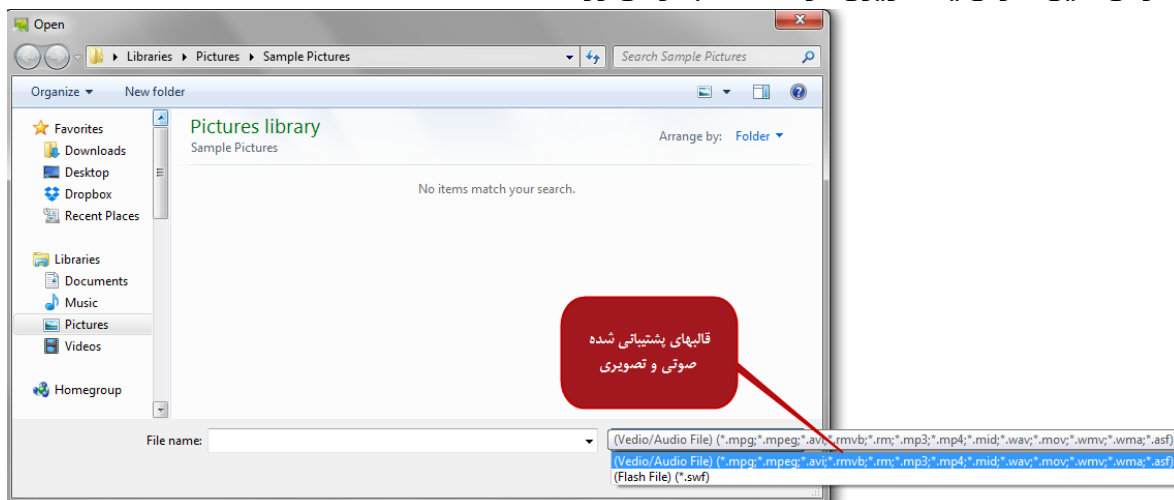 Open
Libraries Pictures Sample Pictures
Search Sample Pictures
Organize New folder
Favorites
Downloads
Desktop
Dropbox
Recent Places
Libraries
Documents
Music
Pictures
Videos
Homegroup
Pictures library
Sample Pictures
Arrange by: Folder
No items match your search.
قالبهای پشتیبانی شده
صوتی و تصویری
File name:
(Vedio/Audio File) (*.mpg;*.mpeg;*.avi;*.rmvb;*.rm;*.mp3;*.mp4;*.mid;*.wav;*.mov;*.wmv;*.wma;*.asf)
(Vedio/Audio File) (*.mpg;*.mpeg;*.avi;*.rmvb;*.rm;*.mp3;*.mp4;*.mid;*.wav;*.mov;*.wmv;*.wma;*.asf)
(Flash File) (*.swf)